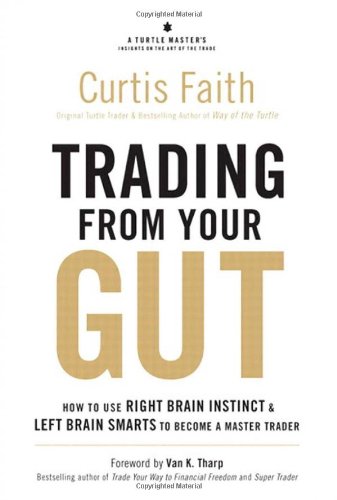 A TURTLE MASTER'S
INSIGHTS ON THE ART OF THE TRADE
Curtis Faith
Original Turtle Trader & Bestselling Author of Way of the Turtle
TRADING
FROM YOUR
GUT
HOW TO USE RIGHT BRAIN INSTINCT &
LEFT BRAIN SMARTS TO BECOME A MASTER TRADER
Foreword by Van K. Tharp
Bestselling author of Trade Your Way to Financial Freedom and Super Trader